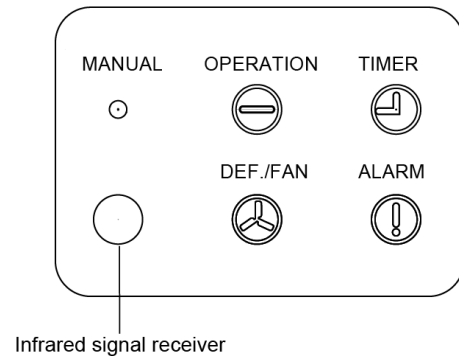 MANUAL OPERATION TIMER
DEF./FAN ALARM
Infrared signal receiver